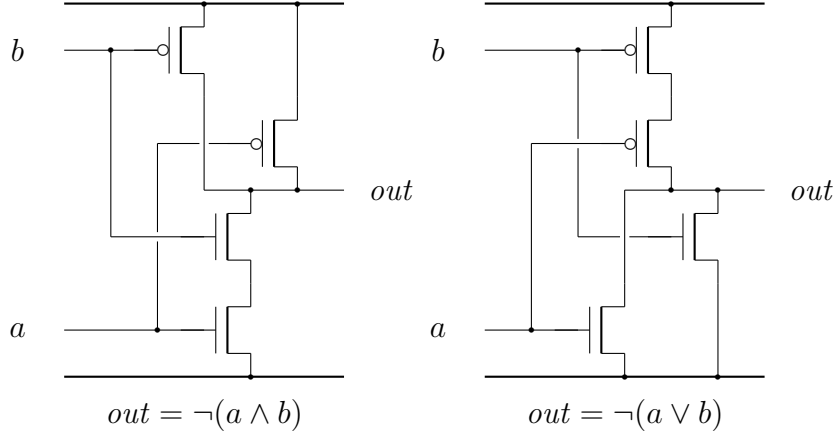 b
out
a
out = ¬(a ∧ b)
b
out
a
out = ¬(a ∨ b)